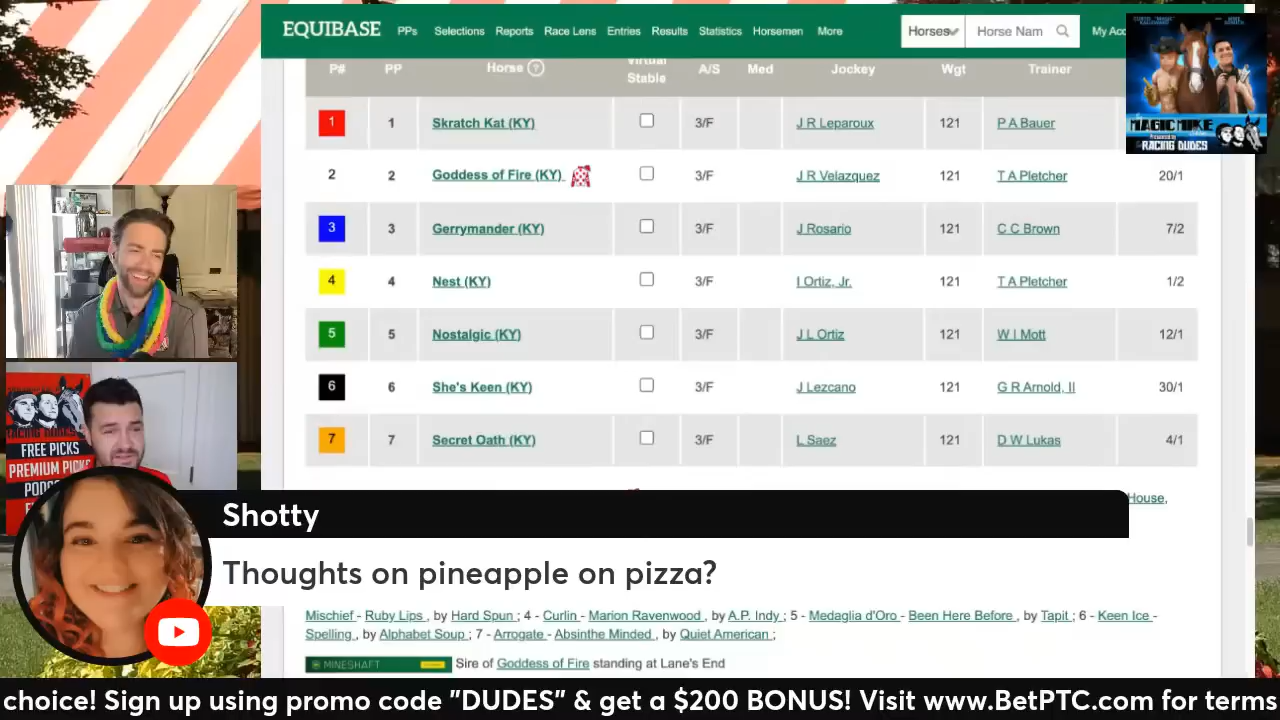 EQUIBASE PPs Selections Reports Race Lens Entries Results Statistics Horsemen More Horses Horse Nam My Acc
P# PP Horse ? Virtual Stable A/S Med Jockey Wgt Trainer
1 1 Skratch Kat (KY) 3/F J R Leparoux 121 P A Bauer
2 2 Goddess of Fire (KY) 3/F J R Velazquez 121 T A Pletcher 20/1
3 3 Gerrymander (KY) 3/F J Rosario 121 C C Brown 7/2
4 4 Nest (KY) 3/F I Ortiz, Jr. 121 T A Pletcher 1/2
5 5 Nostalgic (KY) 3/F J L Ortiz 121 W I Mott 12/1
6 6 She's Keen (KY) 3/F J Lezcano 121 G R Arnold, II 30/1
7 7 Secret Oath (KY) 3/F L Saez 121 D W Lukas 4/1
MAGIC MIKE
Presented by
RACING DUDES
RACING DUDES
FREE PICKS
PREMIUM PICK
House,
Shotty
Thoughts on pineapple on pizza?
Mischief - Ruby Lips , by Hard Spun ; 4 - Curlin - Marion Ravenwood , by A.P. Indy ; 5 - Medaglia d'Oro - Been Here Before , by Tapit ; 6 - Keen Ice -
Spelling , by Alphabet Soup ; 7 - Arrogate - Absinthe Minded , by Quiet American ;
MINESHAFT Sire of Goddess of Fire standing at Lane's End
choice! Sign up using promo code "DUDES" & get a $200 BONUS! Visit www.BetPTC.com for terms